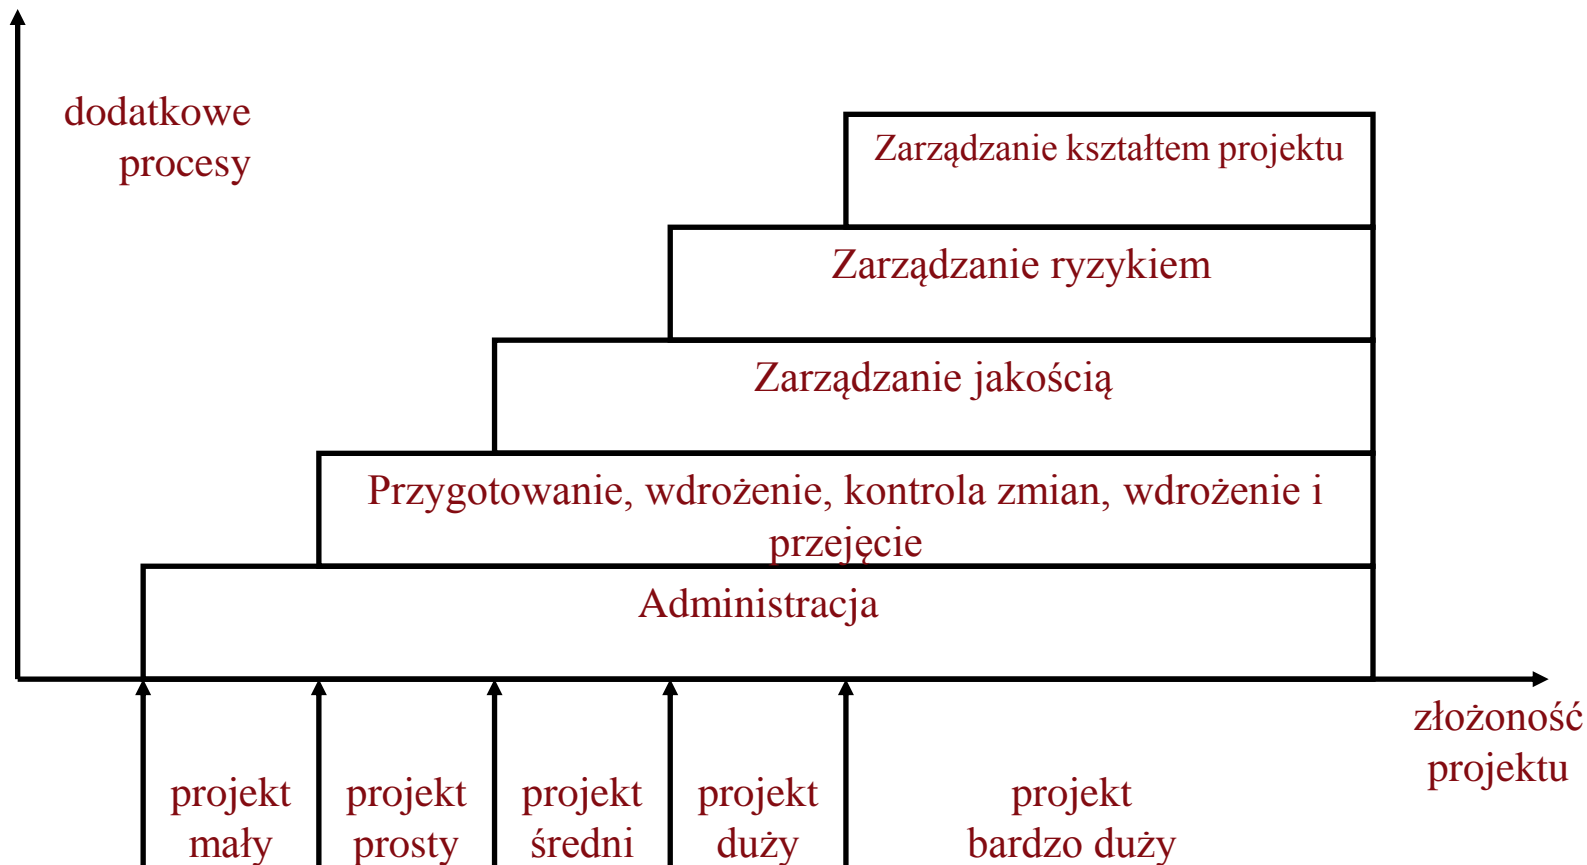 dodatkowe
procesy
Zarządzanie kształtem projektu
Zarządzanie ryzykiem
Zarządzanie jakością
Przygotowanie, wdrożenie, kontrola zmian, wdrożenie i
przejęcie
Administracja
złożoność
projektu
projekt
mały
projekt
prosty
projekt
średni
projekt
duży
projekt
bardzo duży